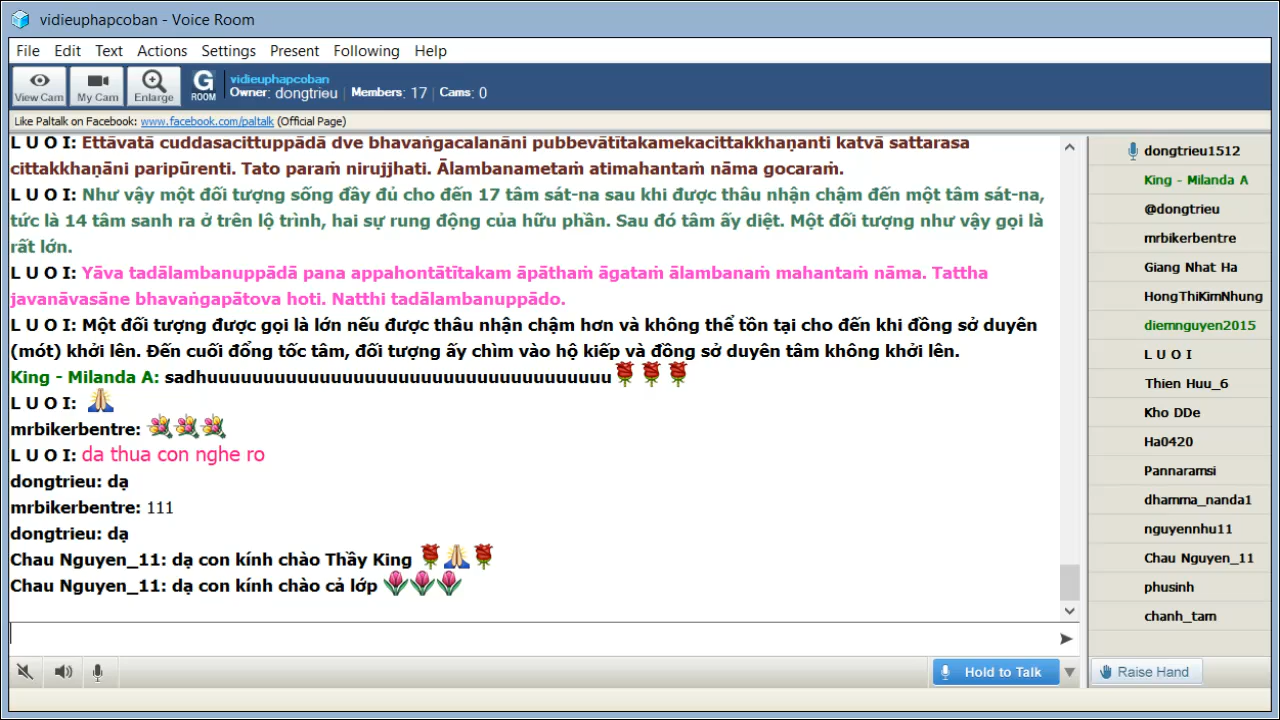 vidieuphapcoban - Voice Room
File Edit Text Actions Settings Present Following Help
View Cam My Cam Enlarge G ROOM
vidieuphapcoban
Owner: dongtrieu | Members: 17 | Cams: 0
Like Paltalk on Facebook: www.facebook.com/paltalk (Official Page)
L U O I: Ettāvatā cuddasacittuppādā dve bhavaṅgacalanāni pubbevātītakamekacittakkhaṇanti katvā sattarasa
cittakkhaṇāni paripūrenti. Tato paraṁ nirujjhati. Ālambanametaṁ atimahantaṁ nāma gocaraṁ.
L U O I: Như vậy một đối tượng sống đầy đủ cho đến 17 tâm sát-na sau khi được thâu nhận chậm đến một tâm sát-na,
tức là 14 tâm sanh ra ở trên lộ trình, hai sự rung động của hữu phần. Sau đó tâm ấy diệt. Một đối tượng như vậy gọi là
rất lớn.
L U O I: Yāva tadālambanuppādā pana appahontātītakam āpāthaṁ āgataṁ ālambanaṁ mahantaṁ nāma. Tattha
javanāvasāne bhavaṅgapātova hoti. Natthi tadālambanuppādo.
L U O I: Một đối tượng được gọi là lớn nếu được thâu nhận chậm hơn và không thể tồn tại cho đến khi đồng sở duyên
(mót) khởi lên. Đến cuối đổng tốc tâm, đối tượng ấy chìm vào hộ kiếp và đồng sở duyên tâm không khởi lên.
King - Milanda A: sadhuuuuuuuuuuuuuuuuuuuuuuuuuuuuuuuuuuuu
L U O I:
mrbikerbentre:
L U O I: da thua con nghe ro
dongtrieu: dạ
mrbikerbentre: 111
dongtrieu: dạ
Chau Nguyen_11: dạ con kính chào Thầy King
Chau Nguyen_11: dạ con kính chào cả lớp
dongtrieu1512
King - Milanda A
@dongtrieu
mrbikerbentre
Giang Nhat Ha
HongThiKimNhung
diemnguyen2015
L U O I
Thien Huu_6
Kho DDe
Ha0420
Pannaramsi
dhamma_nanda1
nguyennhu11
Chau Nguyen_11
phusinh
chanh_tam
Hold to Talk
Raise Hand